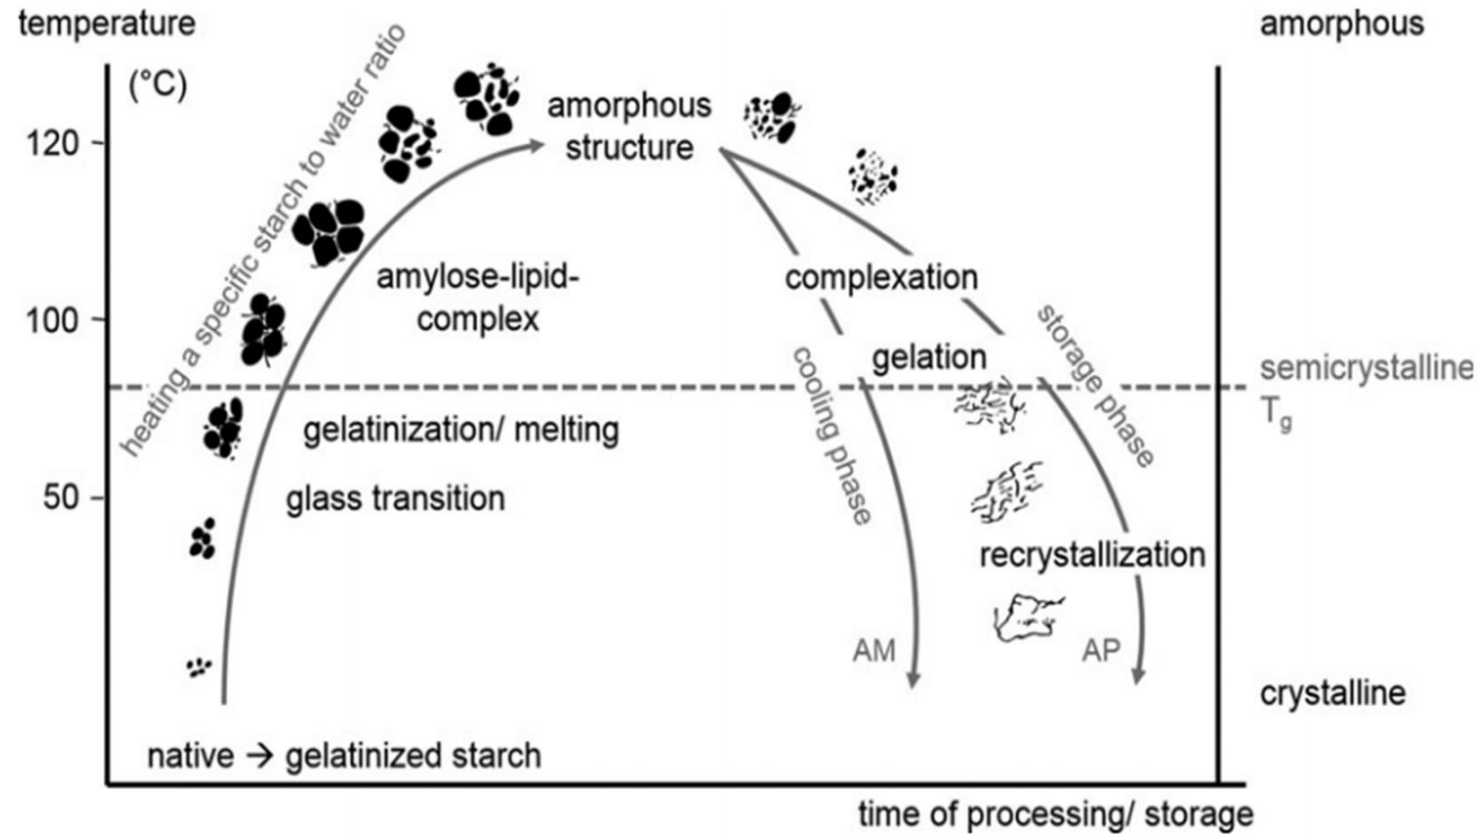 temperature
amorphous
(°C)
heating a specific starch to water ratio
120
amorphous
structure
amylose-lipid-
complex
complexation
100
gelation
cooling phase
storage phase
semicrystalline
Tg
gelatinization/ melting
50
glass transition
recrystallization
AM
AP
crystalline
native → gelatinized starch
time of processing/ storage